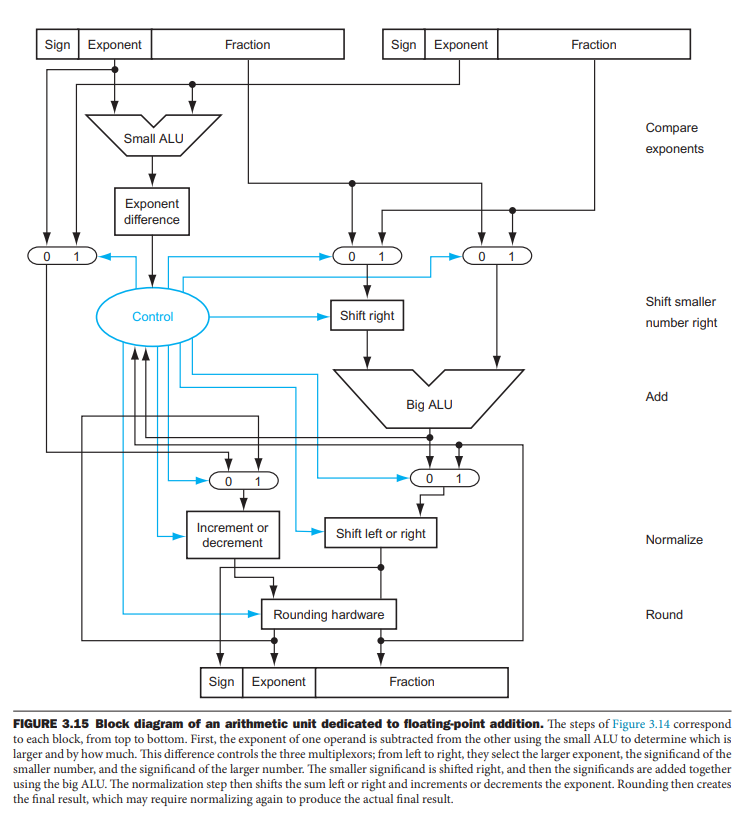 Sign Exponent Fraction
Sign Exponent Fraction
Small ALU
Compare
exponents
Exponent
difference
0 1
0 1
0 1
Control
Shift right
Shift smaller
number right
Big ALU
Add
0 1
0 1
Increment or
decrement
Shift left or right
Normalize
Rounding hardware
Round
Sign Exponent Fraction
FIGURE 3.15 Block diagram of an arithmetic unit dedicated to floating-point addition. The steps of Figure 3.14 correspond
to each block, from top to bottom. First, the exponent of one operand is subtracted from the other using the small ALU to determine which is
larger and by how much. This difference controls the three multiplexors; from left to right, they select the larger exponent, the significand of the
smaller number, and the significand of the larger number. The smaller significand is shifted right, and then the significands are added together
using the big ALU. The normalization step then shifts the sum left or right and increments or decrements the exponent. Rounding then creates
the final result, which may require normalizing again to produce the actual final result.